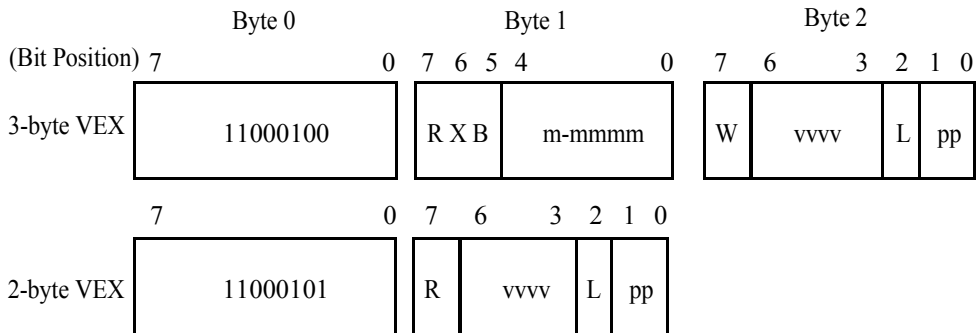 Byte 0 Byte 1 Byte 2
(Bit Position) 7 0 7 6 5 4 0 7 6 3 2 1 0
3-byte VEX 11000100 R X B m-mmmm W vvvv L pp
7 0 7 6 3 2 1 0
2-byte VEX 11000101 R vvvv L pp